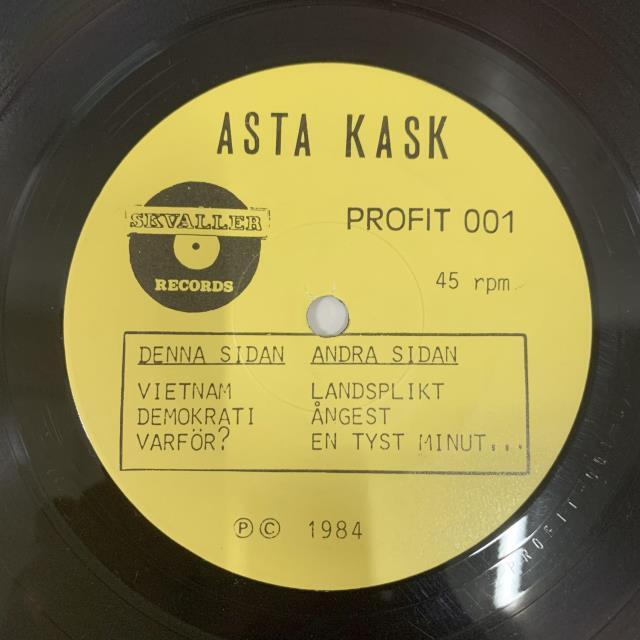 ASTA KASK
SKVALLER
RECORDS
PROFIT 001
45 rpm
DENNA SIDAN ANDRA SIDAN
VIETNAM LANDSPLIKT
DEMOKRATI ÅNGEST
VARFÖR? EN TYST MINUT...
Ⓟ© 1984